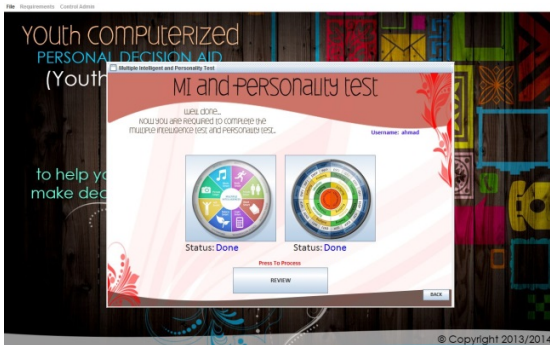 File Requirements Control Admin
Youth Computerized
PERSONAL DECISION AID
(Youth
Multiple Intelligent and Personality Test
MI and Personality test
Well done...
Now you are required to complete the
multiple intelligence test and personality test..
Username: ahmad
to help yo
make dec
Status: Done
Status: Done
Press To Process
REVIEW
BACK
© Copyright 2013/2014